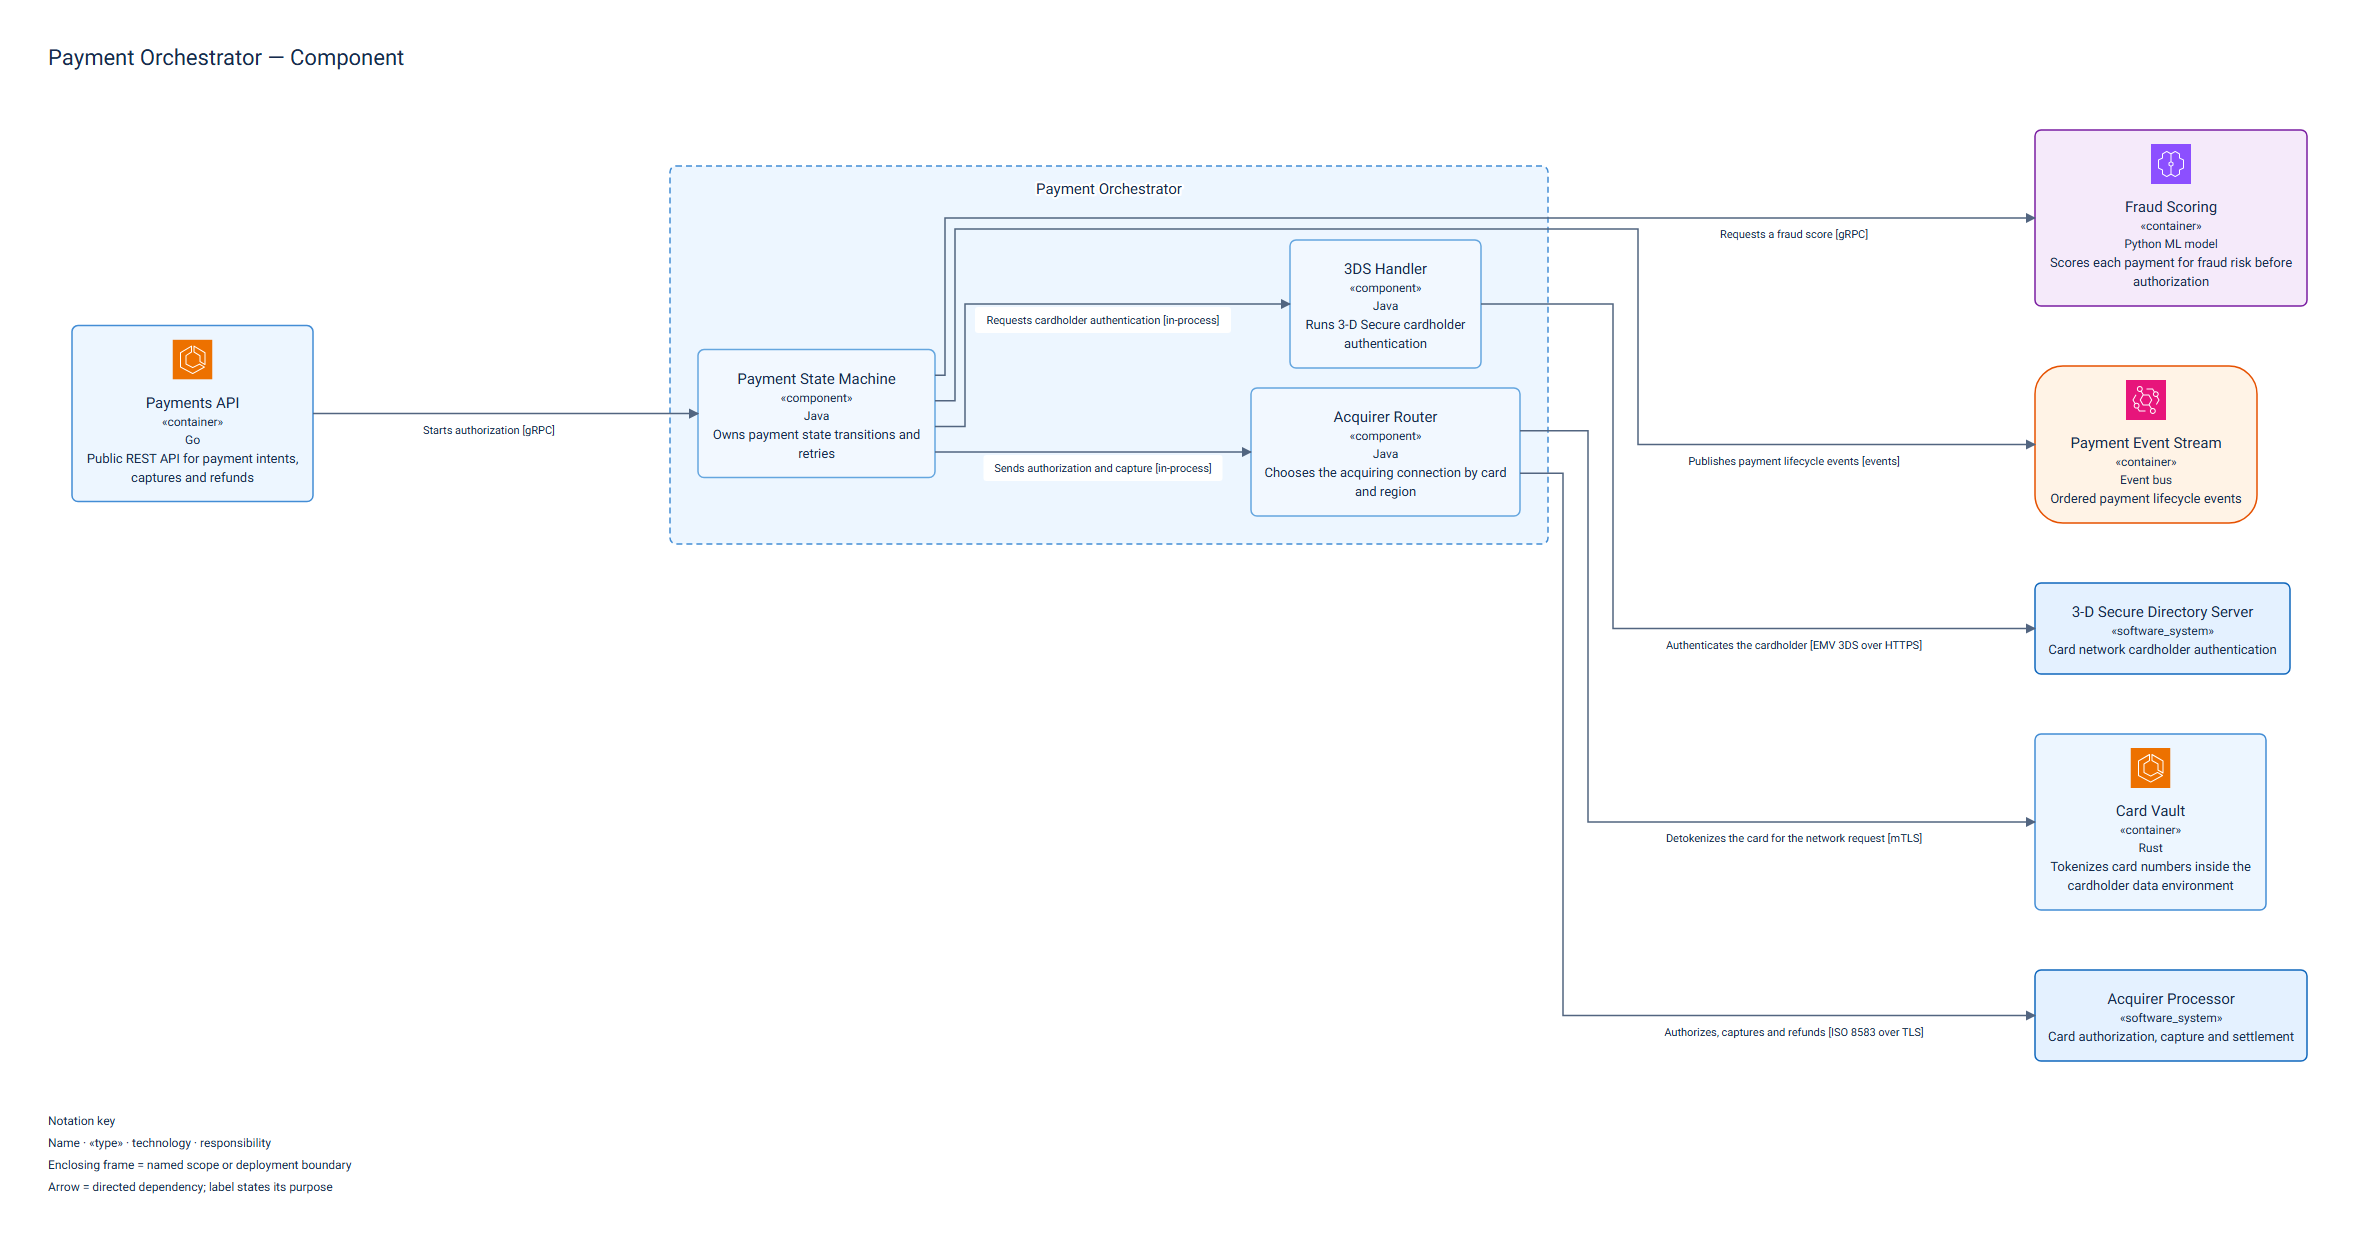 Payment Orchestrator — Component
Payment Orchestrator
Payments API
«container»
Go
Public REST API for payment intents,
captures and refunds
Starts authorization [gRPC]
Payment State Machine
«component»
Java
Owns payment state transitions and
retries
Requests cardholder authentication [in-process]
Sends authorization and capture [in-process]
3DS Handler
«component»
Java
Runs 3-D Secure cardholder
authentication
Acquirer Router
«component»
Java
Chooses the acquiring connection by card
and region
Requests a fraud score [gRPC]
Publishes payment lifecycle events [events]
Authenticates the cardholder [EMV 3DS over HTTPS]
Detokenizes the card for the network request [mTLS]
Authorizes, captures and refunds [ISO 8583 over TLS]
Fraud Scoring
«container»
Python ML model
Scores each payment for fraud risk before
authorization
Payment Event Stream
«container»
Event bus
Ordered payment lifecycle events
3-D Secure Directory Server
«software_system»
Card network cardholder authentication
Card Vault
«container»
Rust
Tokenizes card numbers inside the
cardholder data environment
Acquirer Processor
«software_system»
Card authorization, capture and settlement
Notation key
Name · «type» · technology · responsibility
Enclosing frame = named scope or deployment boundary
Arrow = directed dependency; label states its purpose